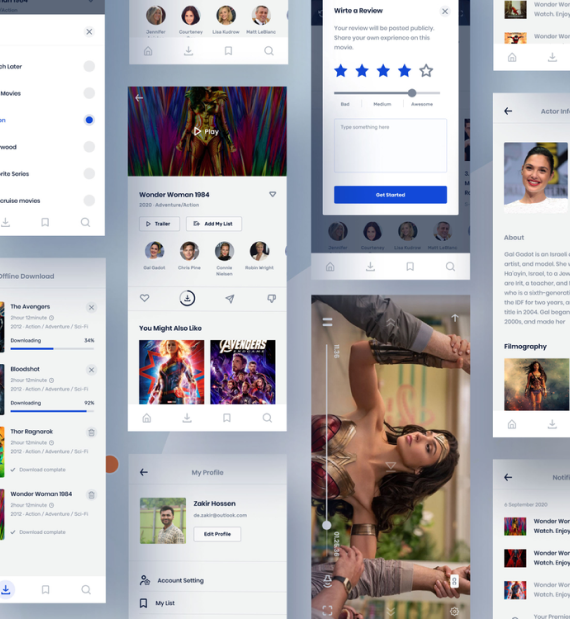 ×
ch Later
Movies
en
wood
rite Series
cruise movies
Offline Download
The Avengers
2hour 12minute
2012 · Action / Adventure / Sci-Fi
Downloading 34%
Bloodshot
2hour 12minute
2012 · Action / Adventure / Sci-Fi
Downloading 92%
Thor Ragnarok
2hour 12minute
2012 · Action / Adventure / Sci-Fi
Download complete
Wonder Woman 1984
2hour 12minute
2012 · Action / Adventure / Sci-Fi
Download complete
Jennifer Courteney Lisa Kudrow Matt LeBlanc
Play
Wonder Woman 1984
2020 · Adventure/Action
Trailer Add My List
Gal Gadot Chris Pine Connie Robin Wright
Nielsen
You Might Also Like
AVENGERS
My Profile
Zakir Hossen
de.zakir@outlook.com
Edit Profile
Account Setting
My List
Wirte a Review
Your review will be posted publicly.
Share your own exprience on this
movie.
Bad Medium Awesome
Type something here
Get Started
Jennifer Courteney Lisa Kudrow Matt LeBlanc
Watch. Enjoy
Wonder Wom
Actor Inf
About
Gal Gadot is an Israeli a
artist, and model. She w
Ha'ayin, Israel, to a Jew
are Irit, a teacher, and
who is a sixth-generati
the IDF for two years, a
title in 2004. Gal began
2000s, and made her
Filmography
Notifi
6 September 2020
Wonder Wom
Watch. Enjoy
Wonder Wom
Watch. Enjoy
Wonder Wom
Watch. Enjoy
Your Premiu